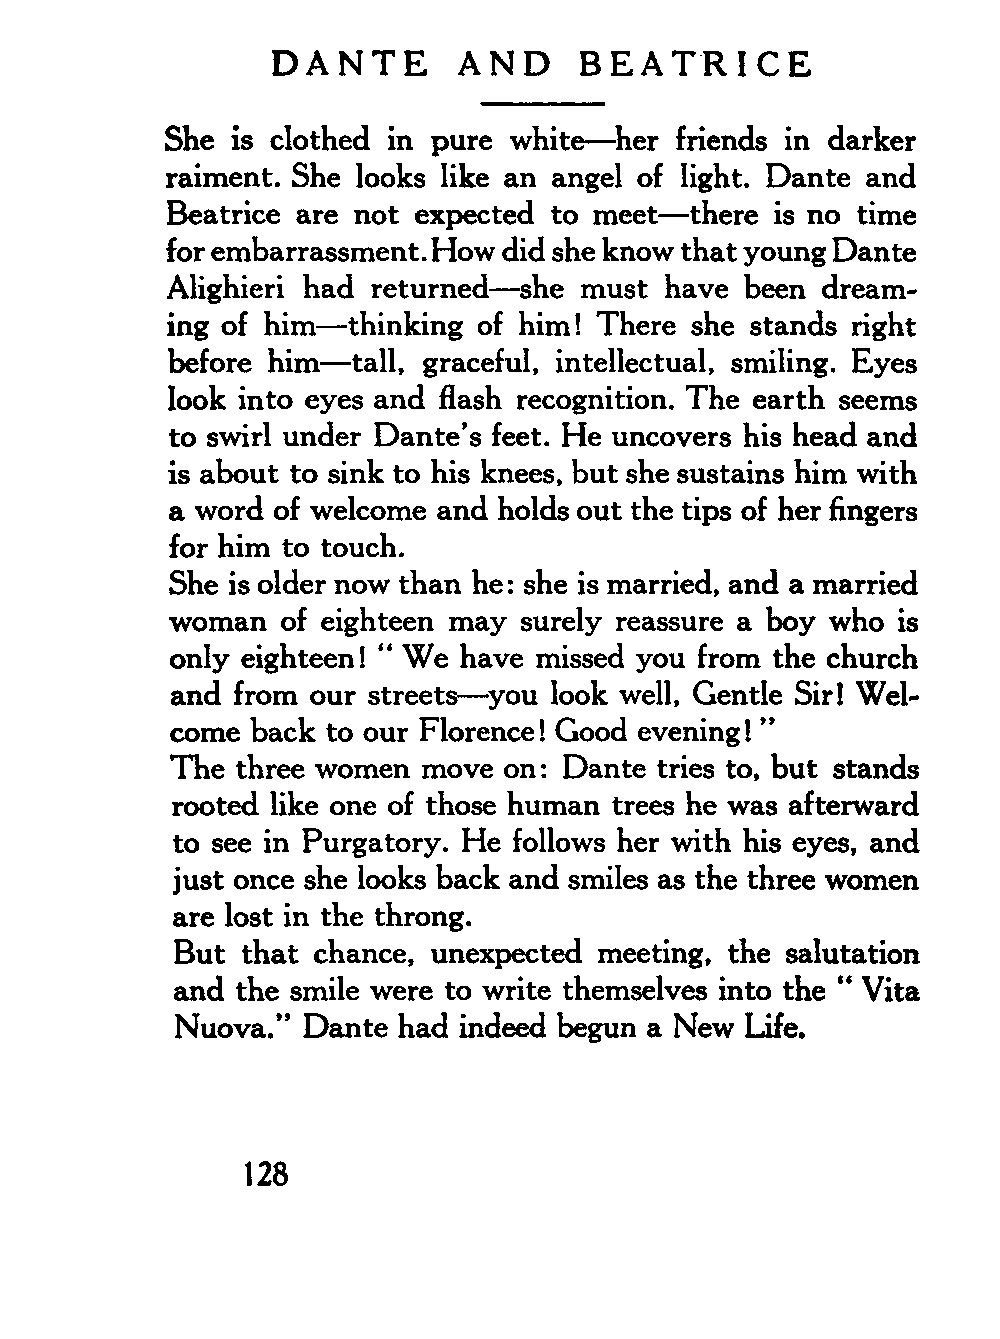 DANTE AND BEATRICE
She is clothed in pure white—her friends in darker
raiment. She looks like an angel of light. Dante and
Beatrice are not expected to meet—there is no time
for embarrassment. How did she know that young Dante
Alighieri had returned—she must have been dream-
ing of him—thinking of him! There she stands right
before him—tall, graceful, intellectual, smiling. Eyes
look into eyes and flash recognition. The earth seems
to swirl under Dante's feet. He uncovers his head and
is about to sink to his knees, but she sustains him with
a word of welcome and holds out the tips of her fingers
for him to touch.
She is older now than he: she is married, and a married
woman of eighteen may surely reassure a boy who is
only eighteen! " We have missed you from the church
and from our streets—you look well, Gentle Sir! Wel-
come back to our Florence! Good evening! "
The three women move on: Dante tries to, but stands
rooted like one of those human trees he was afterward
to see in Purgatory. He follows her with his eyes, and
just once she looks back and smiles as the three women
are lost in the throng.
But that chance, unexpected meeting, the salutation
and the smile were to write themselves into the " Vita
Nuova." Dante had indeed begun a New Life.
128